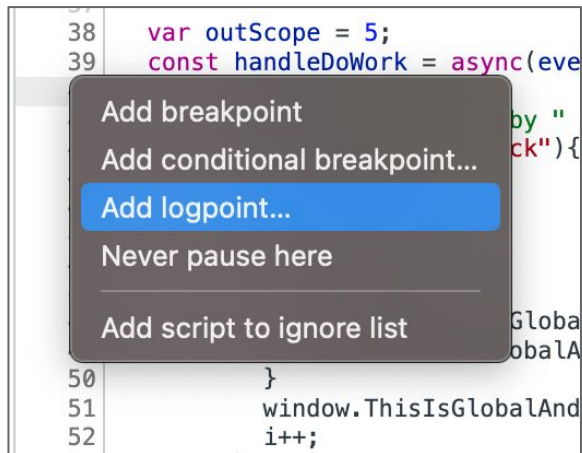 38 var outScope = 5;
39 const handleDoWork = async(eve
Add breakpoint
by "
Add conditional breakpoint...
ck"){
Add logpoint...
Never pause here
Add script to ignore list
Globa
obalA
50 }
51 window.ThisIsGlobalAnd
52 i++;